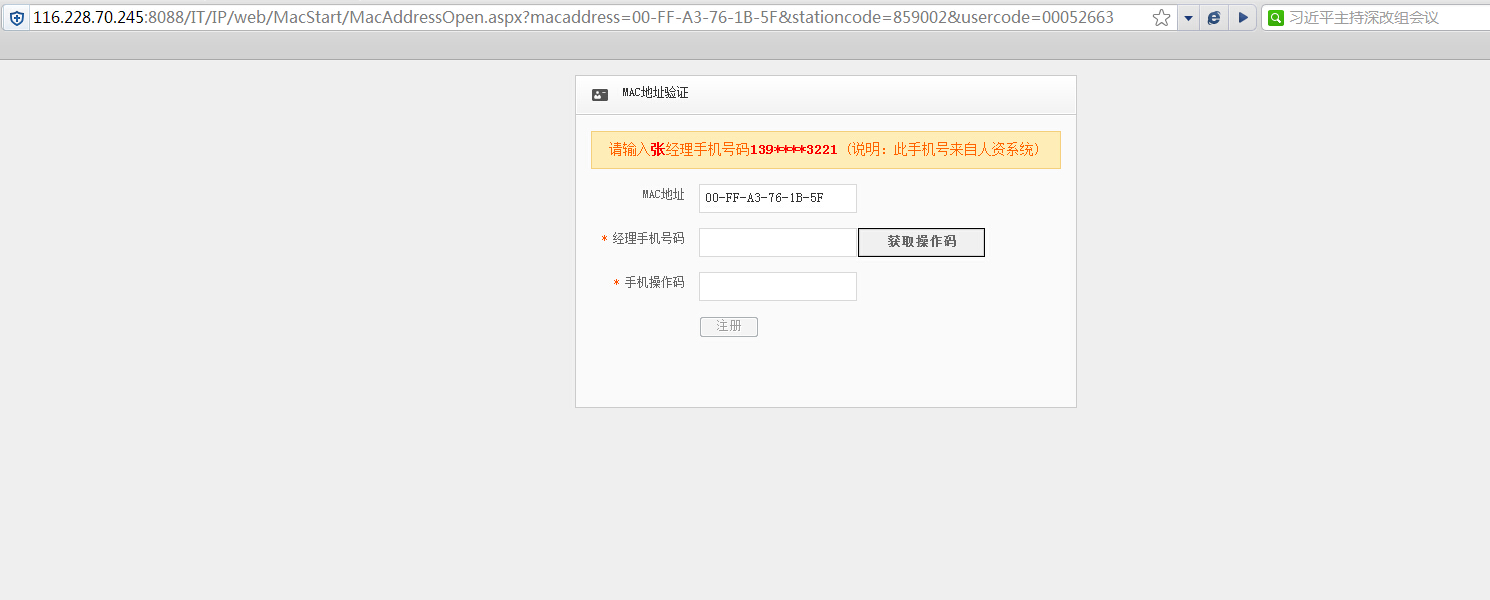 116.228.70.245:8088/IT/IP/web/MacStart/MacAddressOpen.aspx?macaddress=00-FF-A3-76-1B-5F&stationcode=859002&usercode=00052663
习近平主持深改组会议
MAC地址验证
请输入张经理手机号码139****3221（说明：此手机号来自人资系统）
MAC地址 00-FF-A3-76-1B-5F
* 经理手机号码 获取操作码
* 手机操作码
注册